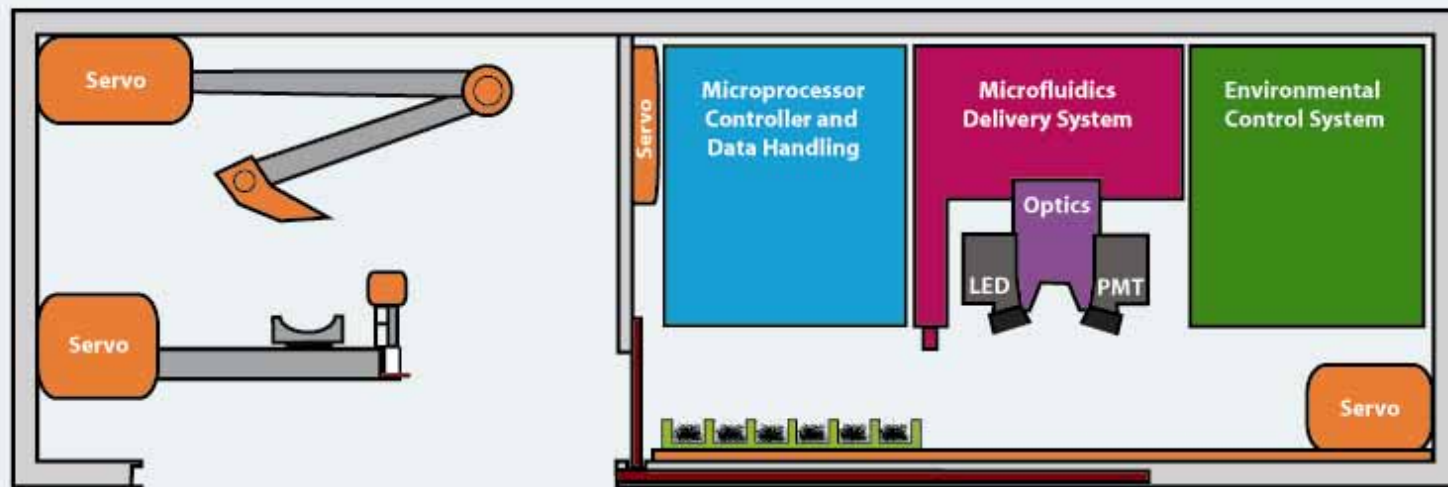 Servo
Servo
Servo
Microprocessor
Controller and
Data Handling
Microfluidics
Delivery System
Optics
LED
PMT
Environmental
Control System
Servo